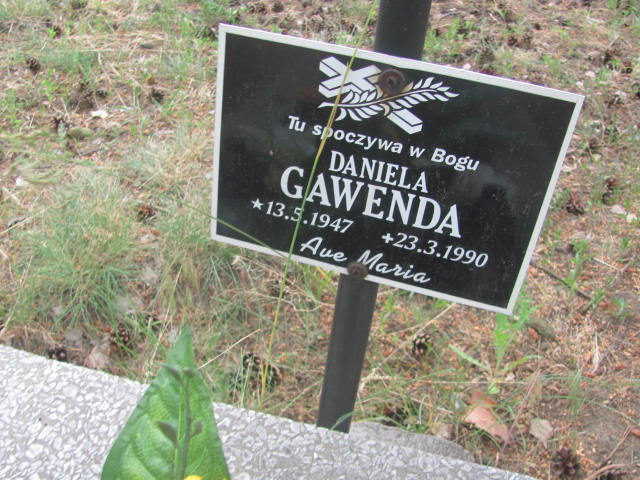 Tu spoczywa w Bogu
DANIELA
GAWENDA
★13.5.1947 +23.3.1990
Ave Maria